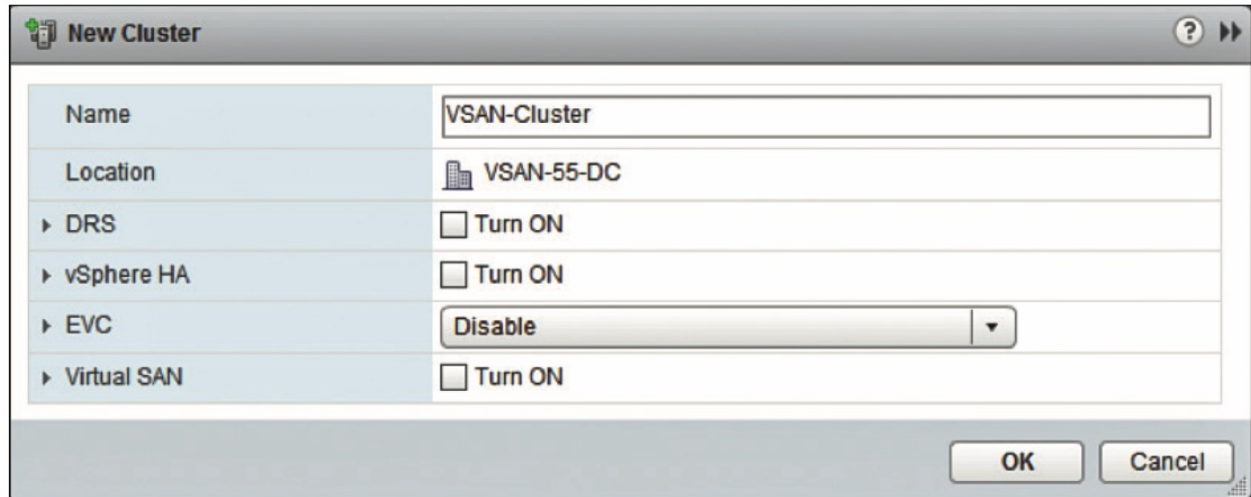 New Cluster ?
Name VSAN-Cluster
Location VSAN-55-DC
DRS Turn ON
vSphere HA Turn ON
EVC Disable
Virtual SAN Turn ON
OK Cancel